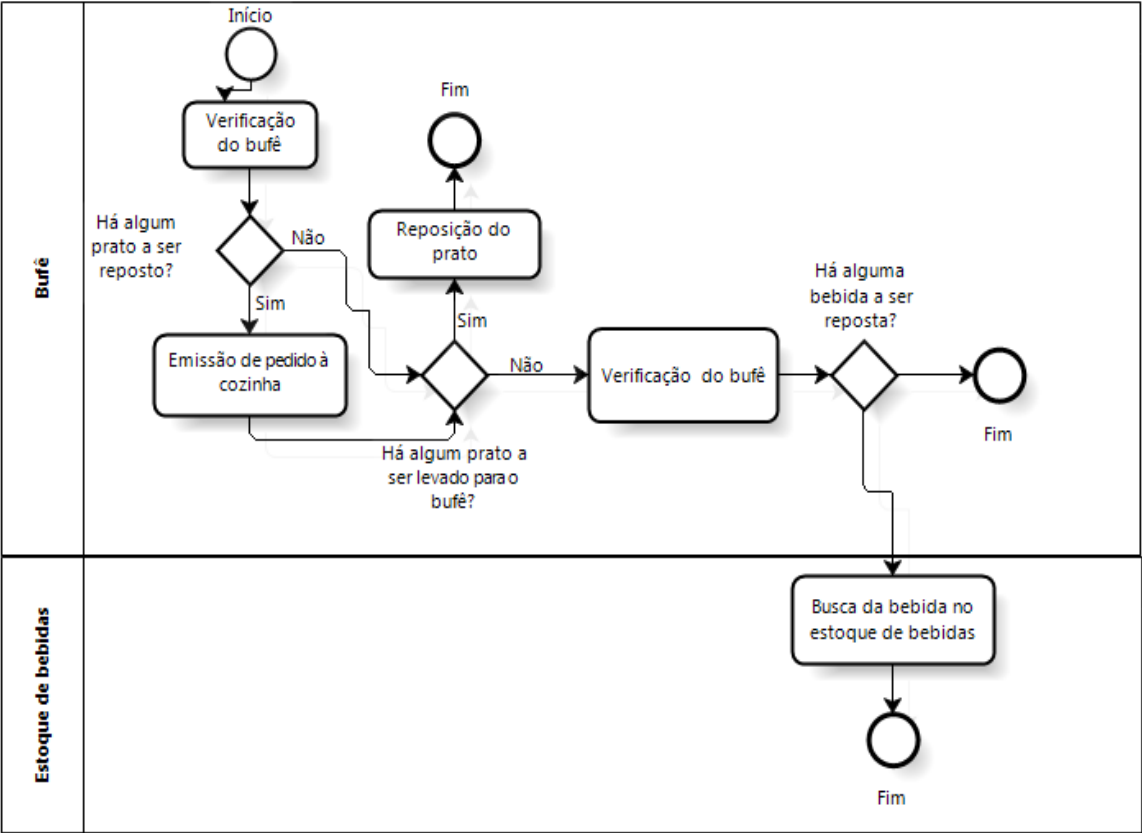 Início
Bufê
Verificação
do bufê
Fim
Há algum
prato a ser
reposto?
Não
Sim
Reposição do
prato
Sim
Emissão de pedido à
cozinha
Não
Há algum prato a
ser levado para o
bufê?
Verificação do bufê
Há alguma
bebida a ser
reposta?
Fim
Estoque de bebidas
Busca da bebida no
estoque de bebidas
Fim